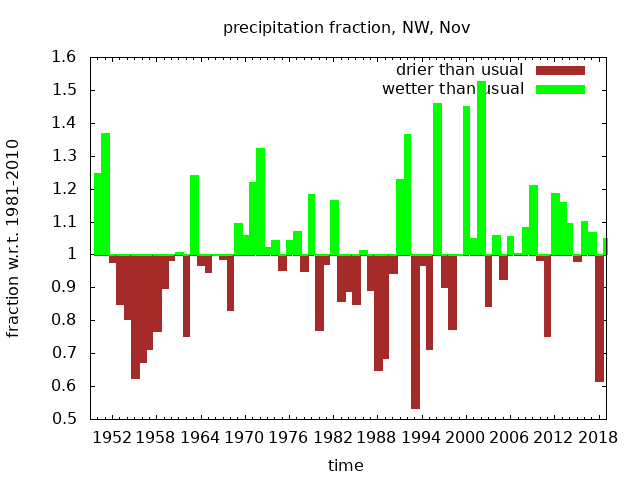 precipitation fraction, NW, Nov
drier than usual
wetter than usual
fraction w.r.t. 1981-2010
1.6
1.5
1.4
1.3
1.2
1.1
1
0.9
0.8
0.7
0.6
0.5
1952 1958 1964 1970 1976 1982 1988 1994 2000 2006 2012 2018
time